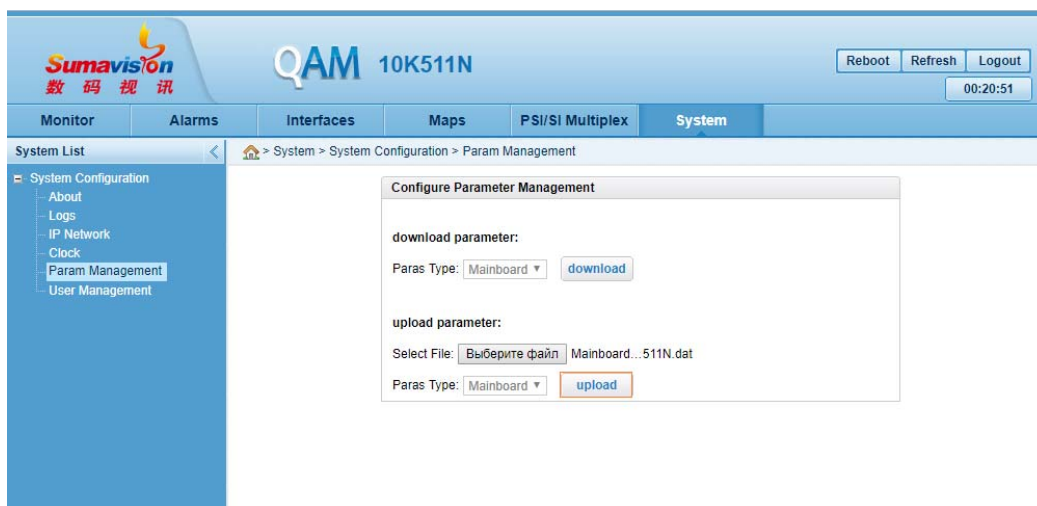 Sumavision
数码视讯
QAM 10K511N
Reboot Refresh Logout
00:20:51
Monitor Alarms Interfaces Maps PSI/SI Multiplex System
System List
> System > System Configuration > Param Management
System Configuration
About
Logs
IP Network
Clock
Param Management
User Management
Configure Parameter Management
download parameter:
Paras Type: Mainboard download
upload parameter:
Select File: Выберите файл Mainboard...511N.dat
Paras Type: Mainboard upload